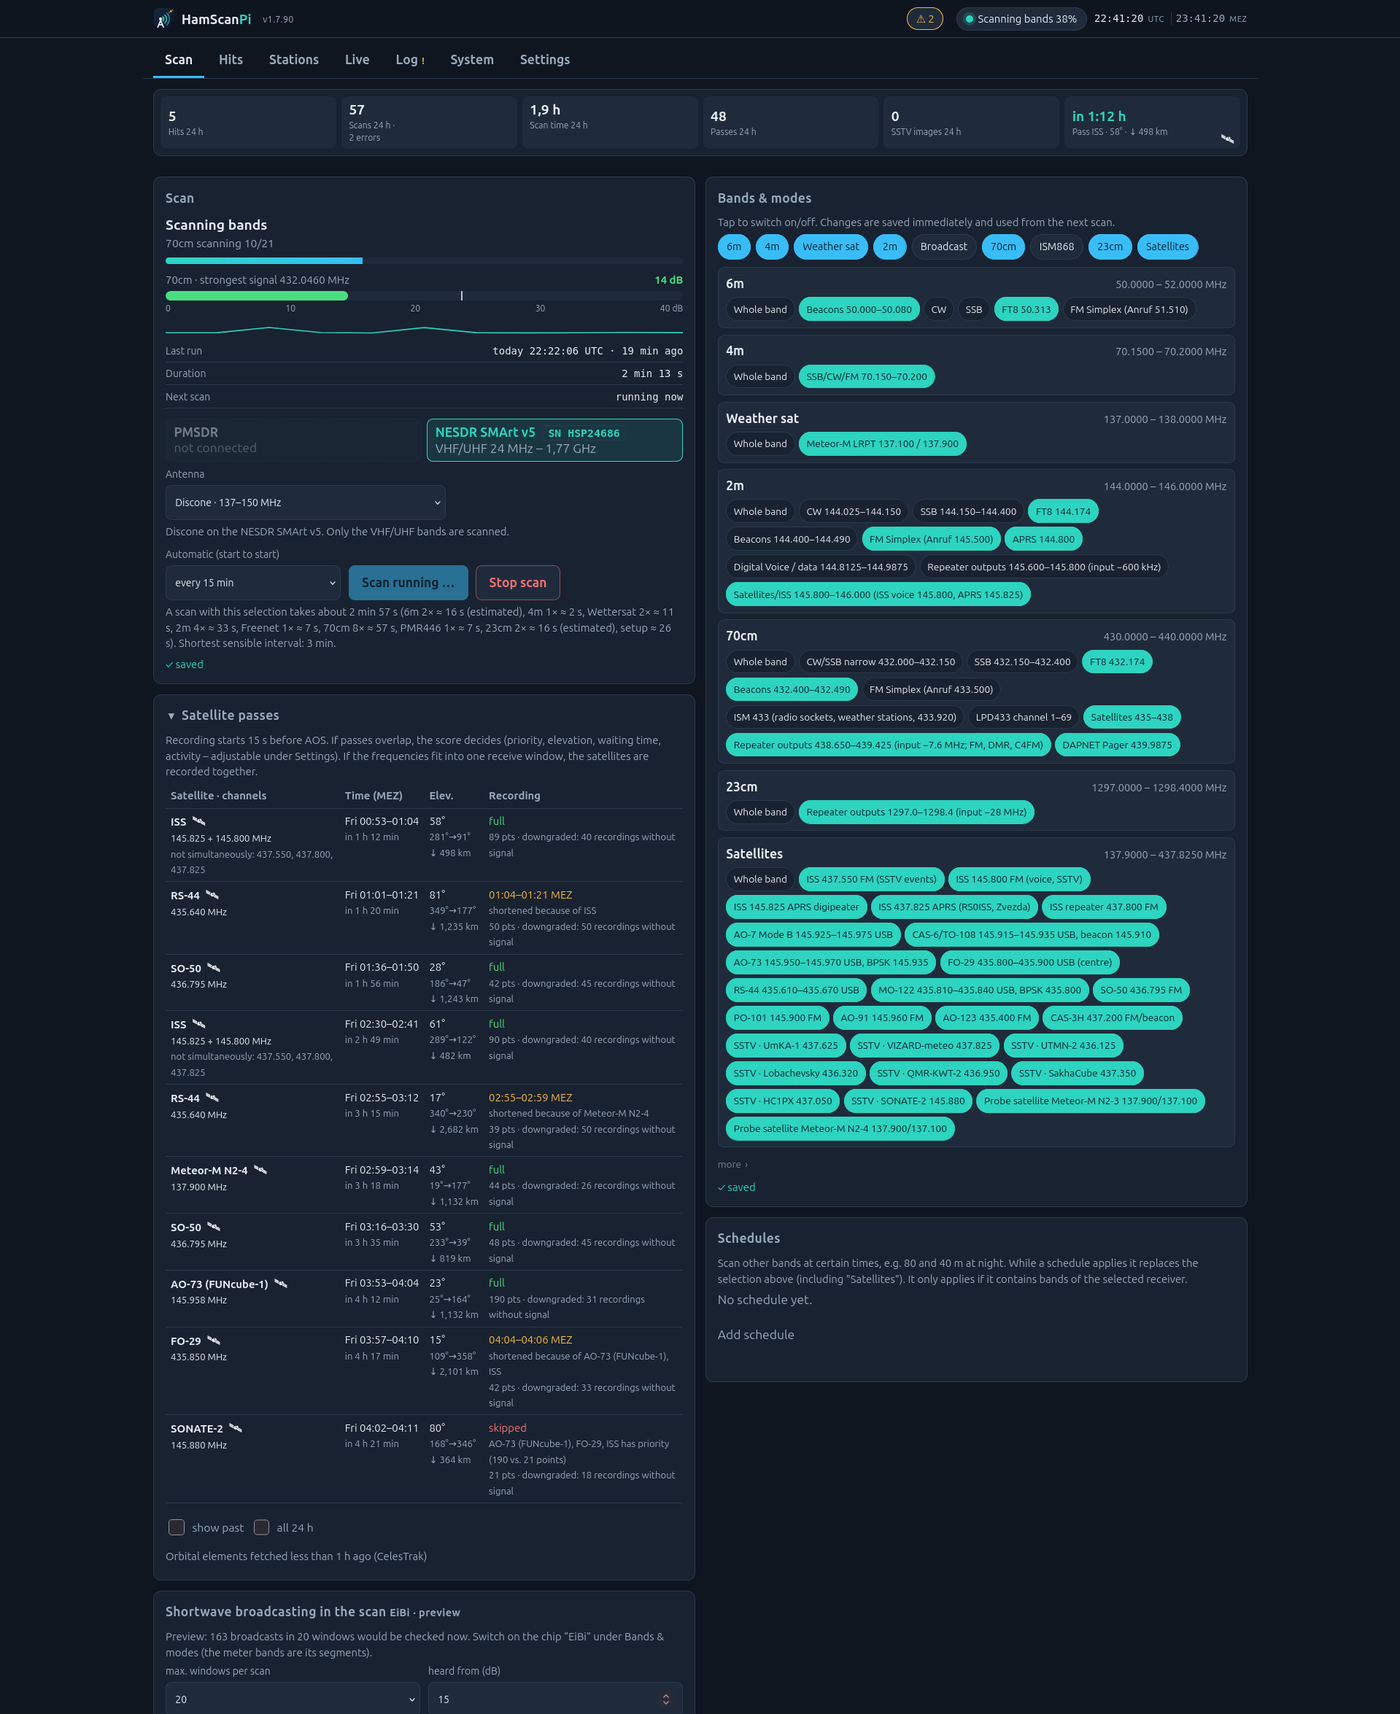 HamScanPi v1.7.90
⚠ 2
Scanning bands 38%
22:41:20 UTC
23:41:20 MEZ
Scan
Hits
Stations
Live
Log !
System
Settings
5
Hits 24 h
57
Scans 24 h ·
2 errors
1,9 h
Scan time 24 h
48
Passes 24 h
0
SSTV images 24 h
in 1:12 h
Pass ISS · 58° · ↓ 498 km
Scan
Scanning bands
70cm scanning 10/21
70cm · strongest signal 432.0460 MHz 14 dB
0 10 20 30 40 dB
Last run today 22:22:06 UTC · 19 min ago
Duration 2 min 13 s
Next scan running now
PMSDR
not connected
NESDR SMArt v5 SN HSP24686
VHF/UHF 24 MHz – 1,77 GHz
Antenna
Discone · 137–150 MHz
Discone on the NESDR SMArt v5. Only the VHF/UHF bands are scanned.
Automatic (start to start)
every 15 min
Scan running …
Stop scan
A scan with this selection takes about 2 min 57 s (6m 2× ≈ 16 s (estimated), 4m 1× ≈ 2 s, Wettersat 2× ≈ 11
s, 2m 4× ≈ 33 s, Freenet 1× ≈ 7 s, 70cm 8× ≈ 57 s, PMR446 1× ≈ 7 s, 23cm 2× ≈ 16 s (estimated), setup ≈ 26
s). Shortest sensible interval: 3 min.
✓ saved
▼ Satellite passes
Recording starts 15 s before AOS. If passes overlap, the score decides (priority, elevation, waiting time,
activity – adjustable under Settings). If the frequencies fit into one receive window, the satellites are
recorded together.
Satellite · channels Time (MEZ) Elev. Recording
ISS Fri 00:53–01:04 58° full
145.825 + 145.800 MHz in 1 h 12 min 281°→91° 89 pts · downgraded: 40 recordings without
not simultaneously: 437.550, 437.800, ↓ 498 km signal
437.825
RS-44 Fri 01:01–01:21 81° 01:04–01:21 MEZ
435.640 MHz in 1 h 20 min 349°→177° shortened because of ISS
↓ 1,235 km 50 pts · downgraded: 50 recordings without
signal
SO-50 Fri 01:36–01:50 28° full
436.795 MHz in 1 h 56 min 186°→47° 42 pts · downgraded: 45 recordings without
↓ 1,243 km signal
ISS Fri 02:30–02:41 61° full
145.825 + 145.800 MHz in 2 h 49 min 289°→122° 90 pts · downgraded: 40 recordings without
not simultaneously: 437.550, 437.800, ↓ 482 km signal
437.825
RS-44 Fri 02:55–03:12 17° 02:55–02:59 MEZ
435.640 MHz in 3 h 15 min 340°→230° shortened because of Meteor-M N2-4
↓ 2,682 km 39 pts · downgraded: 50 recordings without
signal
Meteor-M N2-4 Fri 02:59–03:14 43° full
137.900 MHz in 3 h 18 min 19°→177° 44 pts · downgraded: 26 recordings without
↓ 1,132 km signal
SO-50 Fri 03:16–03:30 53° full
436.795 MHz in 3 h 35 min 233°→39° 48 pts · downgraded: 45 recordings without
↓ 819 km signal
AO-73 (FUNcube-1) Fri 03:53–04:04 23° full
145.958 MHz in 4 h 12 min 25°→164° 190 pts · downgraded: 31 recordings
↓ 1,132 km without signal
FO-29 Fri 03:57–04:10 15° 04:04–04:06 MEZ
435.850 MHz in 4 h 17 min 109°→358° shortened because of AO-73 (FUNcube-1),
↓ 2,101 km ISS
42 pts · downgraded: 33 recordings without
signal
SONATE-2 Fri 04:02–04:11 80° skipped
145.880 MHz in 4 h 21 min 168°→346° AO-73 (FUNcube-1), FO-29, ISS has priority
↓ 364 km (190 vs. 21 points)
21 pts · downgraded: 18 recordings without
signal
show past
all 24 h
Orbital elements fetched less than 1 h ago (CelesTrak)
Shortwave broadcasting in the scan EiBi · preview
Preview: 163 broadcasts in 20 windows would be checked now. Switch on the chip "EiBi" under Bands &
modes (the meter bands are its segments).
max. windows per scan heard from (dB)
20 15
Bands & modes
Tap to switch on/off. Changes are saved immediately and used from the next scan.
6m 4m Weather sat 2m Broadcast 70cm ISM868 23cm Satellites
6m 50.0000 – 52.0000 MHz
Whole band Beacons 50.000–50.080 CW SSB FT8 50.313 FM Simplex (Anruf 51.510)
4m 70.1500 – 70.2000 MHz
Whole band SSB/CW/FM 70.150–70.200
Weather sat 137.0000 – 138.0000 MHz
Whole band Meteor-M LRPT 137.100 / 137.900
2m 144.0000 – 146.0000 MHz
Whole band CW 144.025–144.150 SSB 144.150–144.400 FT8 144.174
Beacons 144.400–144.490 FM Simplex (Anruf 145.500) APRS 144.800
Digital Voice / data 144.8125–144.9875 Repeater outputs 145.600–145.800 (input −600 kHz)
Satellites/ISS 145.800–146.000 (ISS voice 145.800, APRS 145.825)
70cm 430.0000 – 440.0000 MHz
Whole band CW/SSB narrow 432.000–432.150 SSB 432.150–432.400 FT8 432.174
Beacons 432.400–432.490 FM Simplex (Anruf 433.500)
ISM 433 (radio sockets, weather stations, 433.920) LPD433 channel 1–69 Satellites 435–438
Repeater outputs 438.650–439.425 (input −7.6 MHz; FM, DMR, C4FM) DAPNET Pager 439.9875
23cm 1297.0000 – 1298.4000 MHz
Whole band Repeater outputs 1297.0–1298.4 (input −28 MHz)
Satellites 137.9000 – 437.8250 MHz
Whole band ISS 437.550 FM (SSTV events) ISS 145.800 FM (voice, SSTV)
ISS 145.825 APRS digipeater ISS 437.825 APRS (RS0ISS, Zvezda) ISS repeater 437.800 FM
AO-7 Mode B 145.925–145.975 USB CAS-6/TO-108 145.915–145.935 USB, beacon 145.910
AO-73 145.950–145.970 USB, BPSK 145.935 FO-29 435.800–435.900 USB (centre)
RS-44 435.610–435.670 USB MO-122 435.810–435.840 USB, BPSK 435.800 SO-50 436.795 FM
PO-101 145.900 FM AO-91 145.960 FM AO-123 435.400 FM CAS-3H 437.200 FM/beacon
SSTV · UmKA-1 437.625 SSTV · VIZARD-meteo 437.825 SSTV · UTMN-2 436.125
SSTV · Lobachevsky 436.320 SSTV · QMR-KWT-2 436.950 SSTV · SakhaCube 437.350
SSTV · HC1PX 437.050 SSTV · SONATE-2 145.880 Probe satellite Meteor-M N2-3 137.900/137.100
Probe satellite Meteor-M N2-4 137.900/137.100
more ›
✓ saved
Schedules
Scan other bands at certain times, e.g. 80 and 40 m at night. While a schedule applies it replaces the
selection above (including "Satellites"). It only applies if it contains bands of the selected receiver.
No schedule yet.
Add schedule